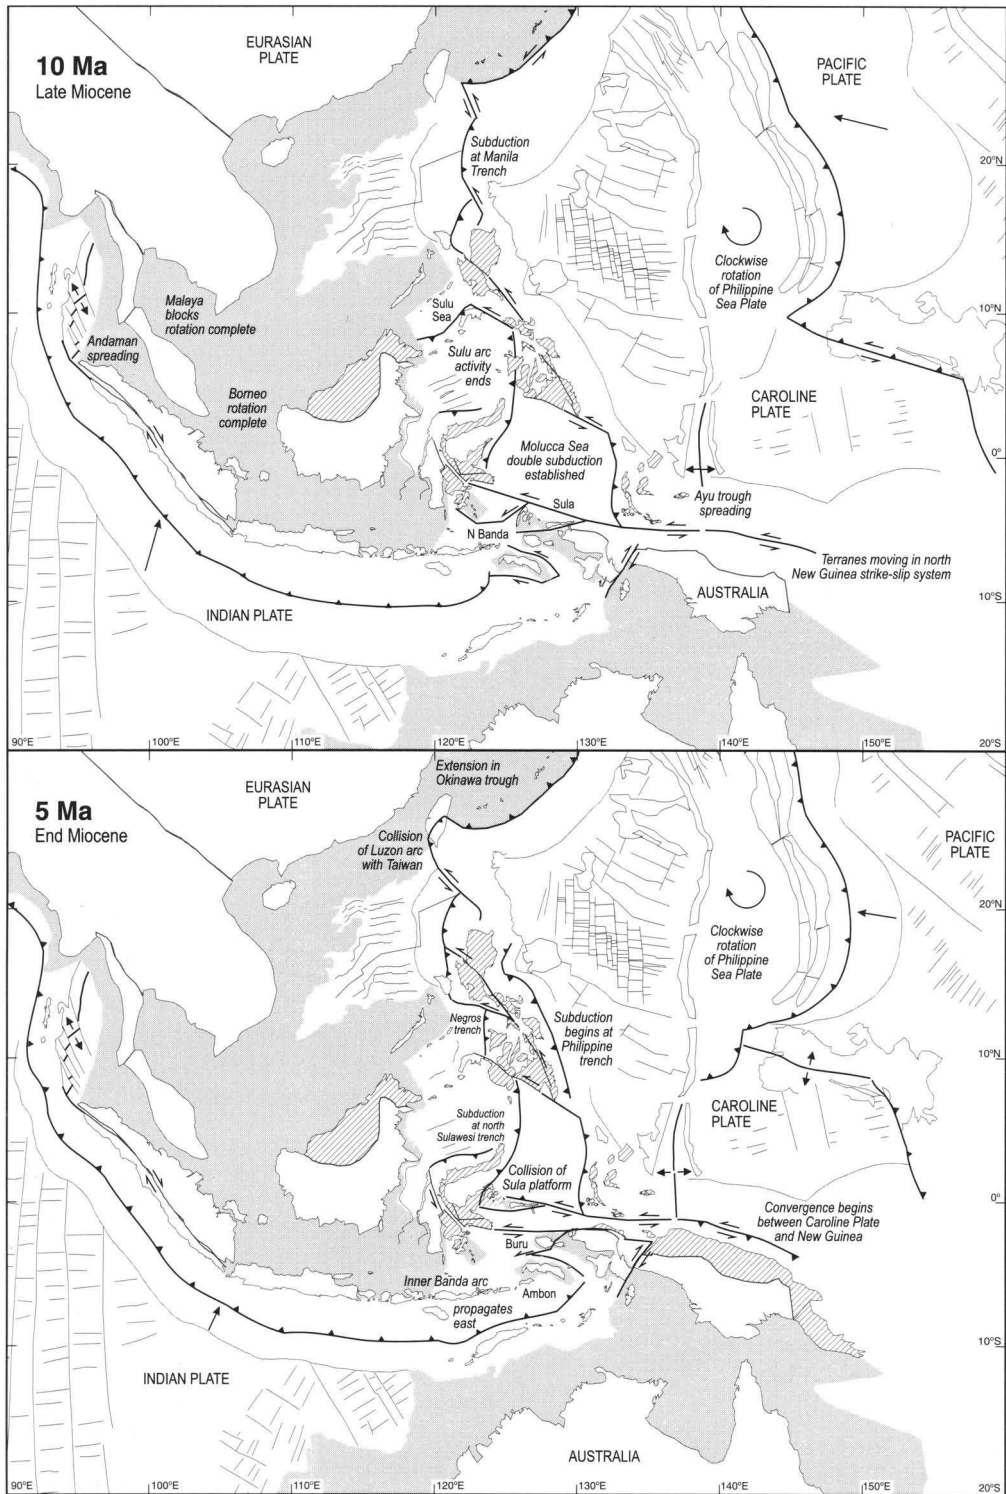 10 Ma
Late Miocene
EURASIAN
PLATE
PACIFIC
PLATE
Subduction
at Manila
Trench
20°N
Clockwise
rotation
of Philippine
Sea Plate
Malaya
blocks
rotation complete
Sulu
Sea
10°N
Andaman
spreading
Sulu arc
activity
ends
Borneo
rotation
complete
CAROLINE
PLATE
Molucca Sea
double subduction
established
0°
Ayu trough
spreading
Sula
N Banda
Terranes moving in north
New Guinea strike-slip system
AUSTRALIA
10°S
INDIAN PLATE
90°E
100°E
110°E
120°E
130°E
140°E
150°E
20°S
5 Ma
End Miocene
EURASIAN
PLATE
Extension in
Okinawa trough
Collision
of Luzon arc
with Taiwan
PACIFIC
PLATE
20°N
Clockwise
rotation
of Philippine
Sea Plate
Negros
trench
Subduction
begins at
Philippine
trench
10°N
CAROLINE
PLATE
Subduction
at north
Sulawesi trench
Collision of
Sula platform
0°
Convergence begins
between Caroline Plate
and New Guinea
Buru
Inner Banda arc
Ambon
propagates
east
10°S
INDIAN PLATE
AUSTRALIA
90°E
100°E
110°E
120°E
130°E
140°E
150°E
20°S